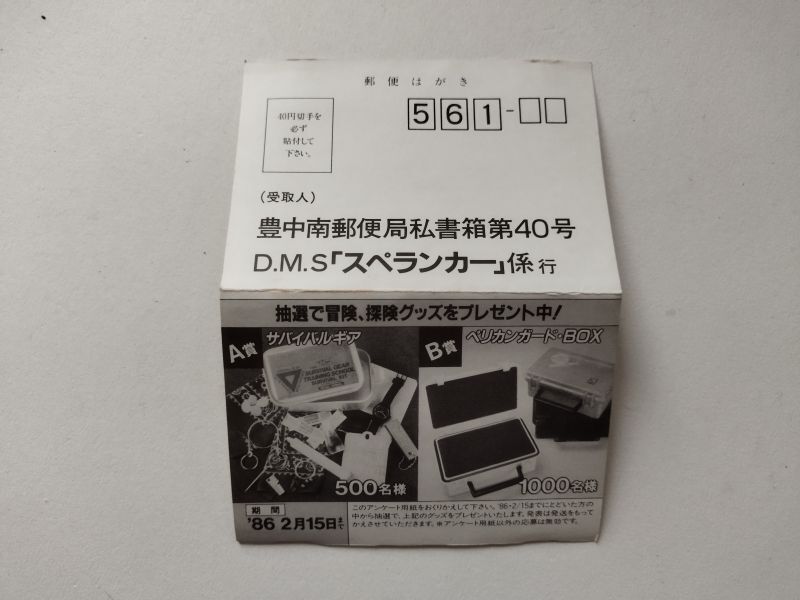 郵便はがき
40円切手を
必ず
貼付して
下さい。
561-
(受取人)
豊中南郵便局私書箱第40号
D.M.S「スペランカー」係 行
抽選で冒険、探険グッズをプレゼント中!
A賞 サバイバルギア
B賞 ペリカンガード・BOX
SURVIVAL GEAR
TRAINING SCHOOL
SURVIVAL KIT
500名様
1000名様
期間
'86 2月15日まで
このアンケート用紙をおくりかえして下さい。'86・2/15までにとどいた方の
中から抽選で、上記のグッズをプレゼントいたします。発表は発送をもって
かえさせていただきます。※アンケート用紙以外の応募は無効です。